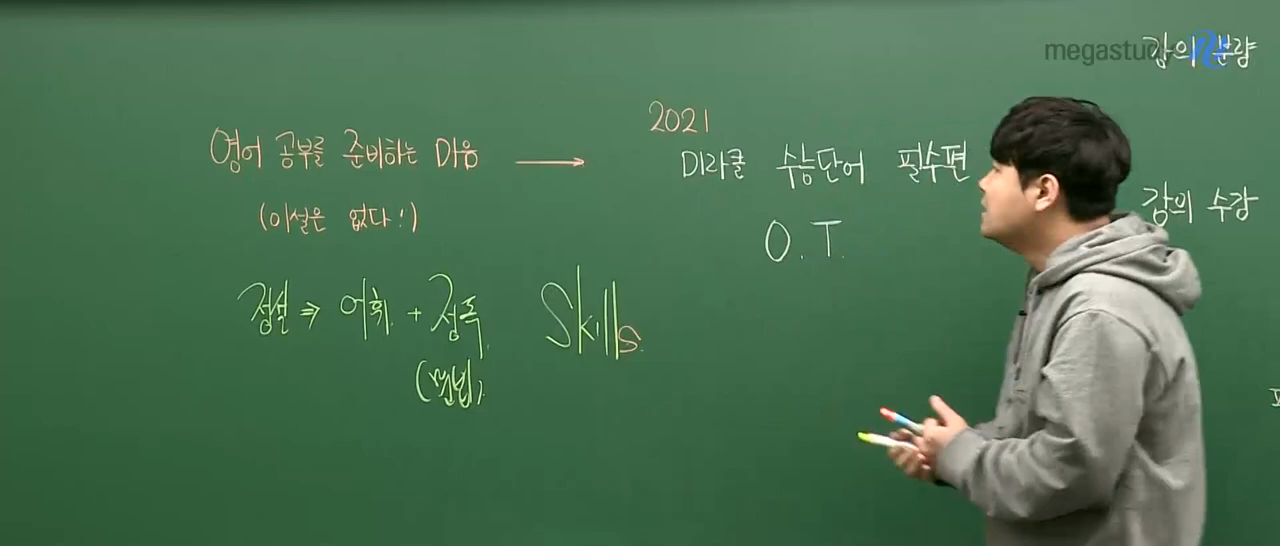 megastudy
강의 분량
2021
영어 공부를 준비하는 마음 →
미라클 수능단어 필수편
(이설은 없다!)
강의 수강
O.T.
정설 ⇒ 어휘 + 정독
Skills